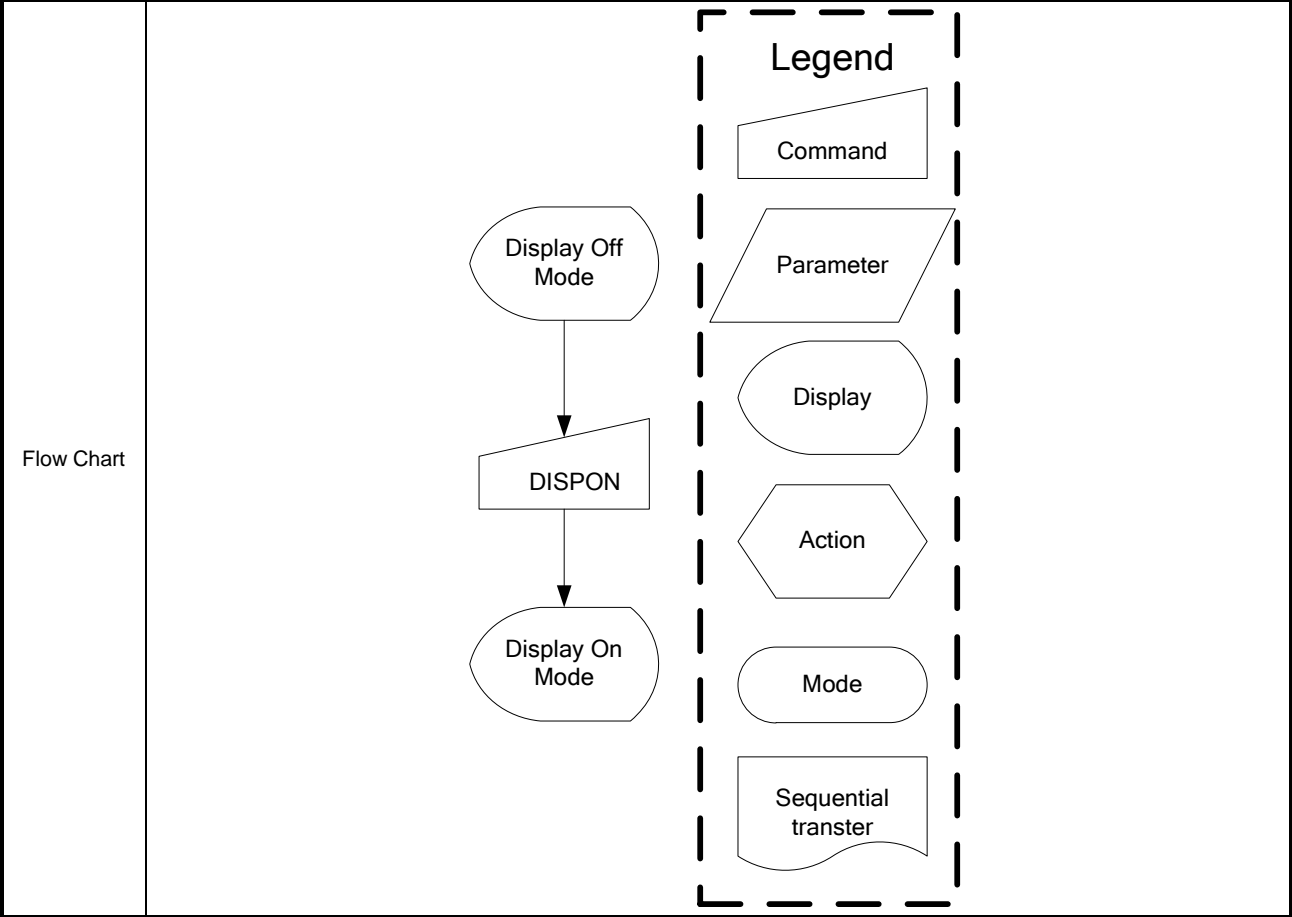 Flow Chart
Display Off
Mode
DISPON
Display On
Mode
Legend
Command
Parameter
Display
Action
Mode
Sequential
transter